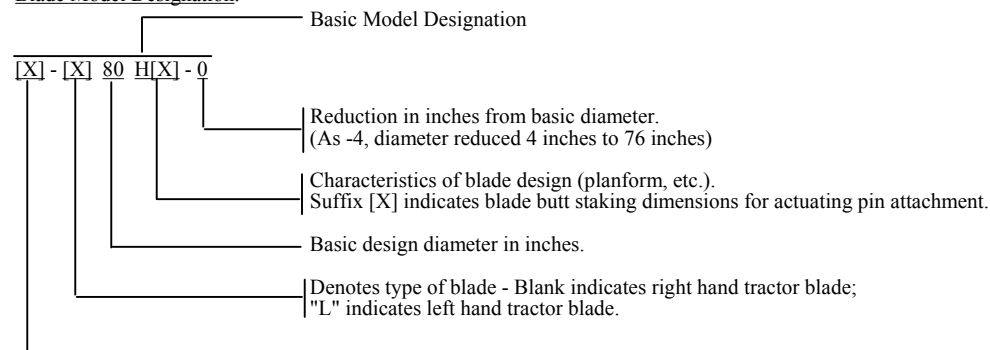 Blade Model Designation:
Basic Model Designation
[X] - [X] 80 H[X] - 0
Reduction in inches from basic diameter.
(As -4, diameter reduced 4 inches to 76 inches)
Characteristics of blade design (planform, etc.).
Suffix [X] indicates blade butt staking dimensions for actuating pin attachment.
Basic design diameter in inches.
Denotes type of blade - Blank indicates right hand tractor blade;
"L" indicates left hand tractor blade.